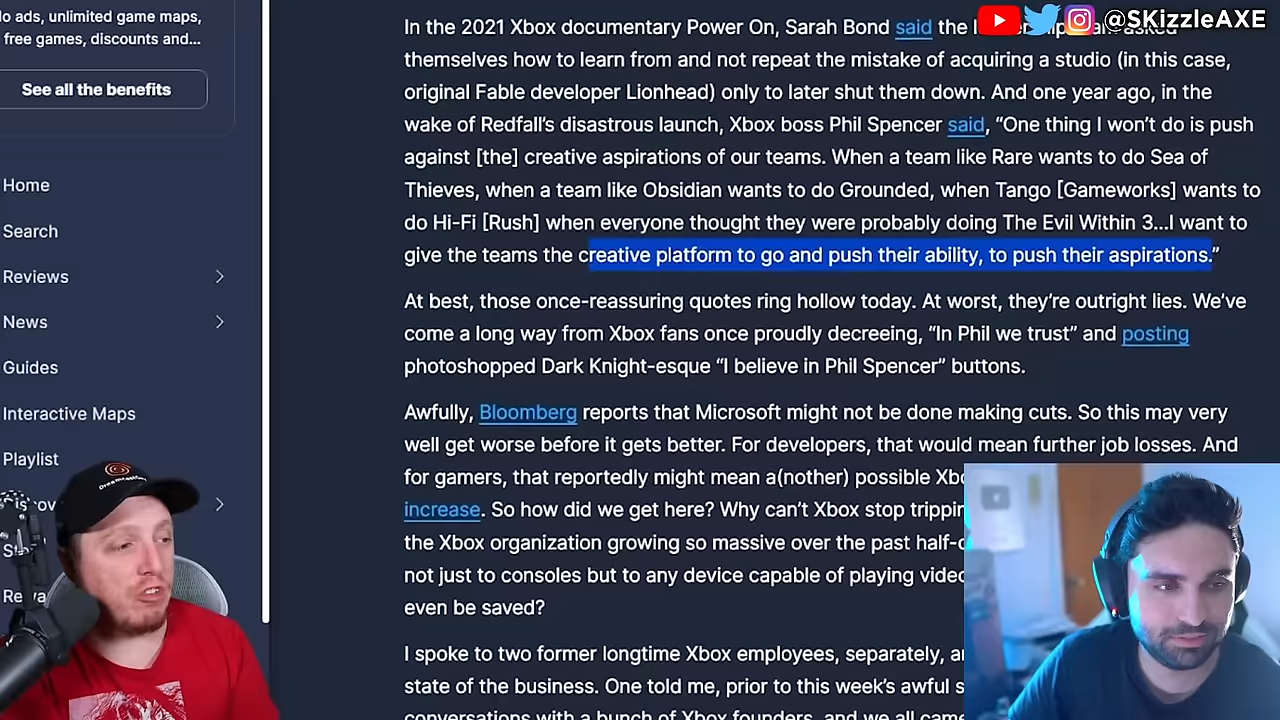 o ads, unlimited game maps,
free games, discounts and...
See all the benefits
Home
Search
Reviews
News
Guides
Interactive Maps
Playlist
@SKizzleAXE
In the 2021 Xbox documentary Power On, Sarah Bond said the
themselves how to learn from and not repeat the mistake of acquiring a studio (in this case,
original Fable developer Lionhead) only to later shut them down. And one year ago, in the
wake of Redfall’s disastrous launch, Xbox boss Phil Spencer said, “One thing I won’t do is push
against [the] creative aspirations of our teams. When a team like Rare wants to do Sea of
Thieves, when a team like Obsidian wants to do Grounded, when Tango [Gameworks] wants to
do Hi-Fi [Rush] when everyone thought they were probably doing The Evil Within 3...I want to
give the teams the creative platform to go and push their ability, to push their aspirations.”
At best, those once-reassuring quotes ring hollow today. At worst, they’re outright lies. We’ve
come a long way from Xbox fans once proudly decreeing, “In Phil we trust” and posting
photoshopped Dark Knight-esque “I believe in Phil Spencer” buttons.
Awfully, Bloomberg reports that Microsoft might not be done making cuts. So this may very
well get worse before it gets better. For developers, that would mean further job losses. And
for gamers, that reportedly might mean a(nother) possible
increase. So how did we get here? Why can’t Xbox stop
the Xbox organization growing so massive over the past
not just to consoles but to any device capable of playing
even be saved?
I spoke to two former longtime Xbox employees, separately,
state of the business. One told me, prior to this week’s awful
conversations with a bunch of Xbox founders, and we all came